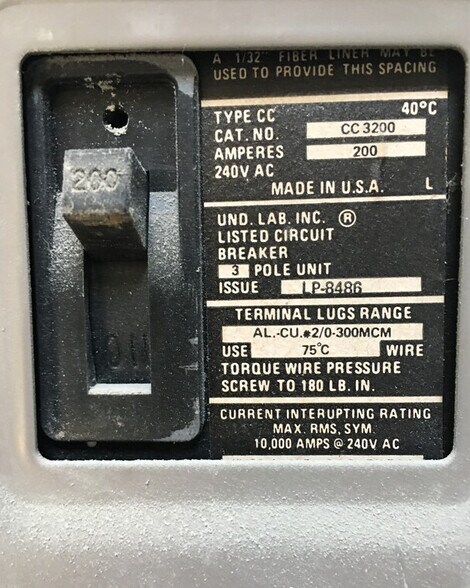 A 1/32" FIBER LINER MAY BE
USED TO PROVIDE THIS SPACING
TYPE CC 40°C
CAT. NO. CC 3200
AMPERES 200
240V AC
MADE IN U.S.A. L
UND. LAB. INC. ®
LISTED CIRCUIT
BREAKER
3 POLE UNIT
ISSUE LP-8486
TERMINAL LUGS RANGE
AL.-CU.#2/0-300MCM
USE 75°C WIRE
TORQUE WIRE PRESSURE
SCREW TO 180 LB. IN.
CURRENT INTERUPTING RATING
MAX. RMS, SYM.
10,000 AMPS @ 240V AC
200
ON